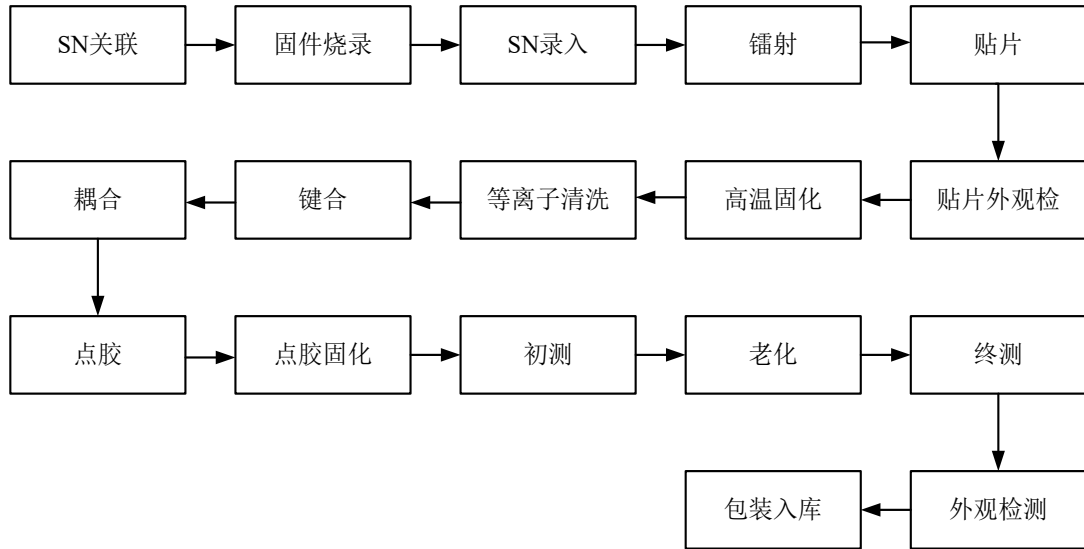 SN关联
固件烧录
SN录入
镭射
贴片
耦合
键合
等离子清洗
高温固化
贴片外观检
点胶
点胶固化
初测
老化
终测
包装入库
外观检测